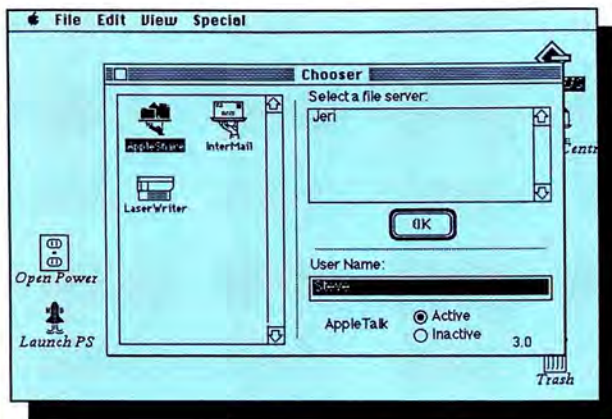 File Edit View Special
Chooser
AppleShare
InterMail
LaserWriter
Select a file server:
Jeri
OK
User Name:
Steve
AppleTalk
Active
Inactive
3.0
Open Power
Launch PS
Trash